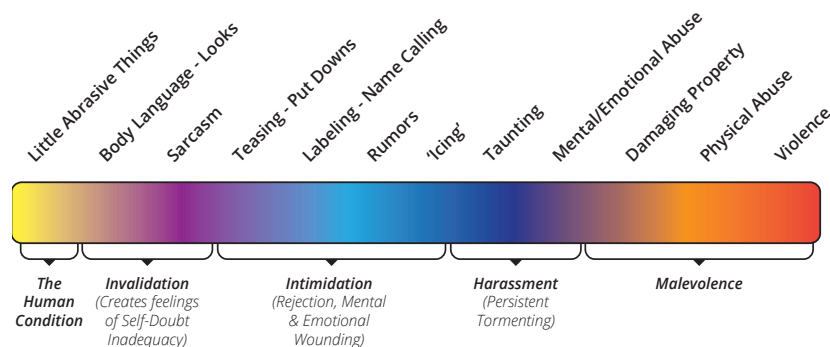 Little Abrasive Things
Body Language - Looks
Sarcasm
Teasing - Put Downs
Labeling - Name Calling
Rumors
‘Icing’
Taunting
Mental/Emotional Abuse
Damaging Property
Physical Abuse
Violence
The
Human
Condition
Invalidation
(Creates feelings
of Self-Doubt
Inadequacy)
Intimidation
(Rejection, Mental
& Emotional
Wounding)
Harassment
(Persistent
Tormenting)
Malevolence